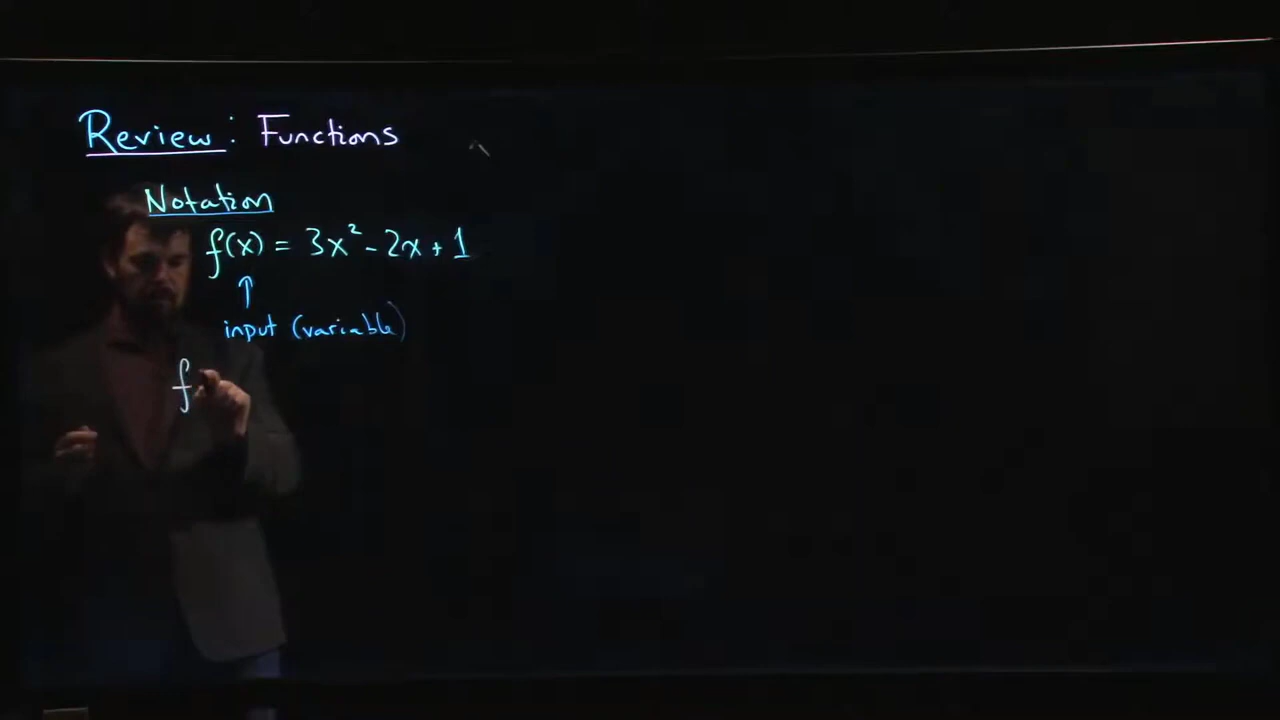 Review: Functions
Notation
f(x) = 3x² - 2x + 1
↑
input (variable)
f